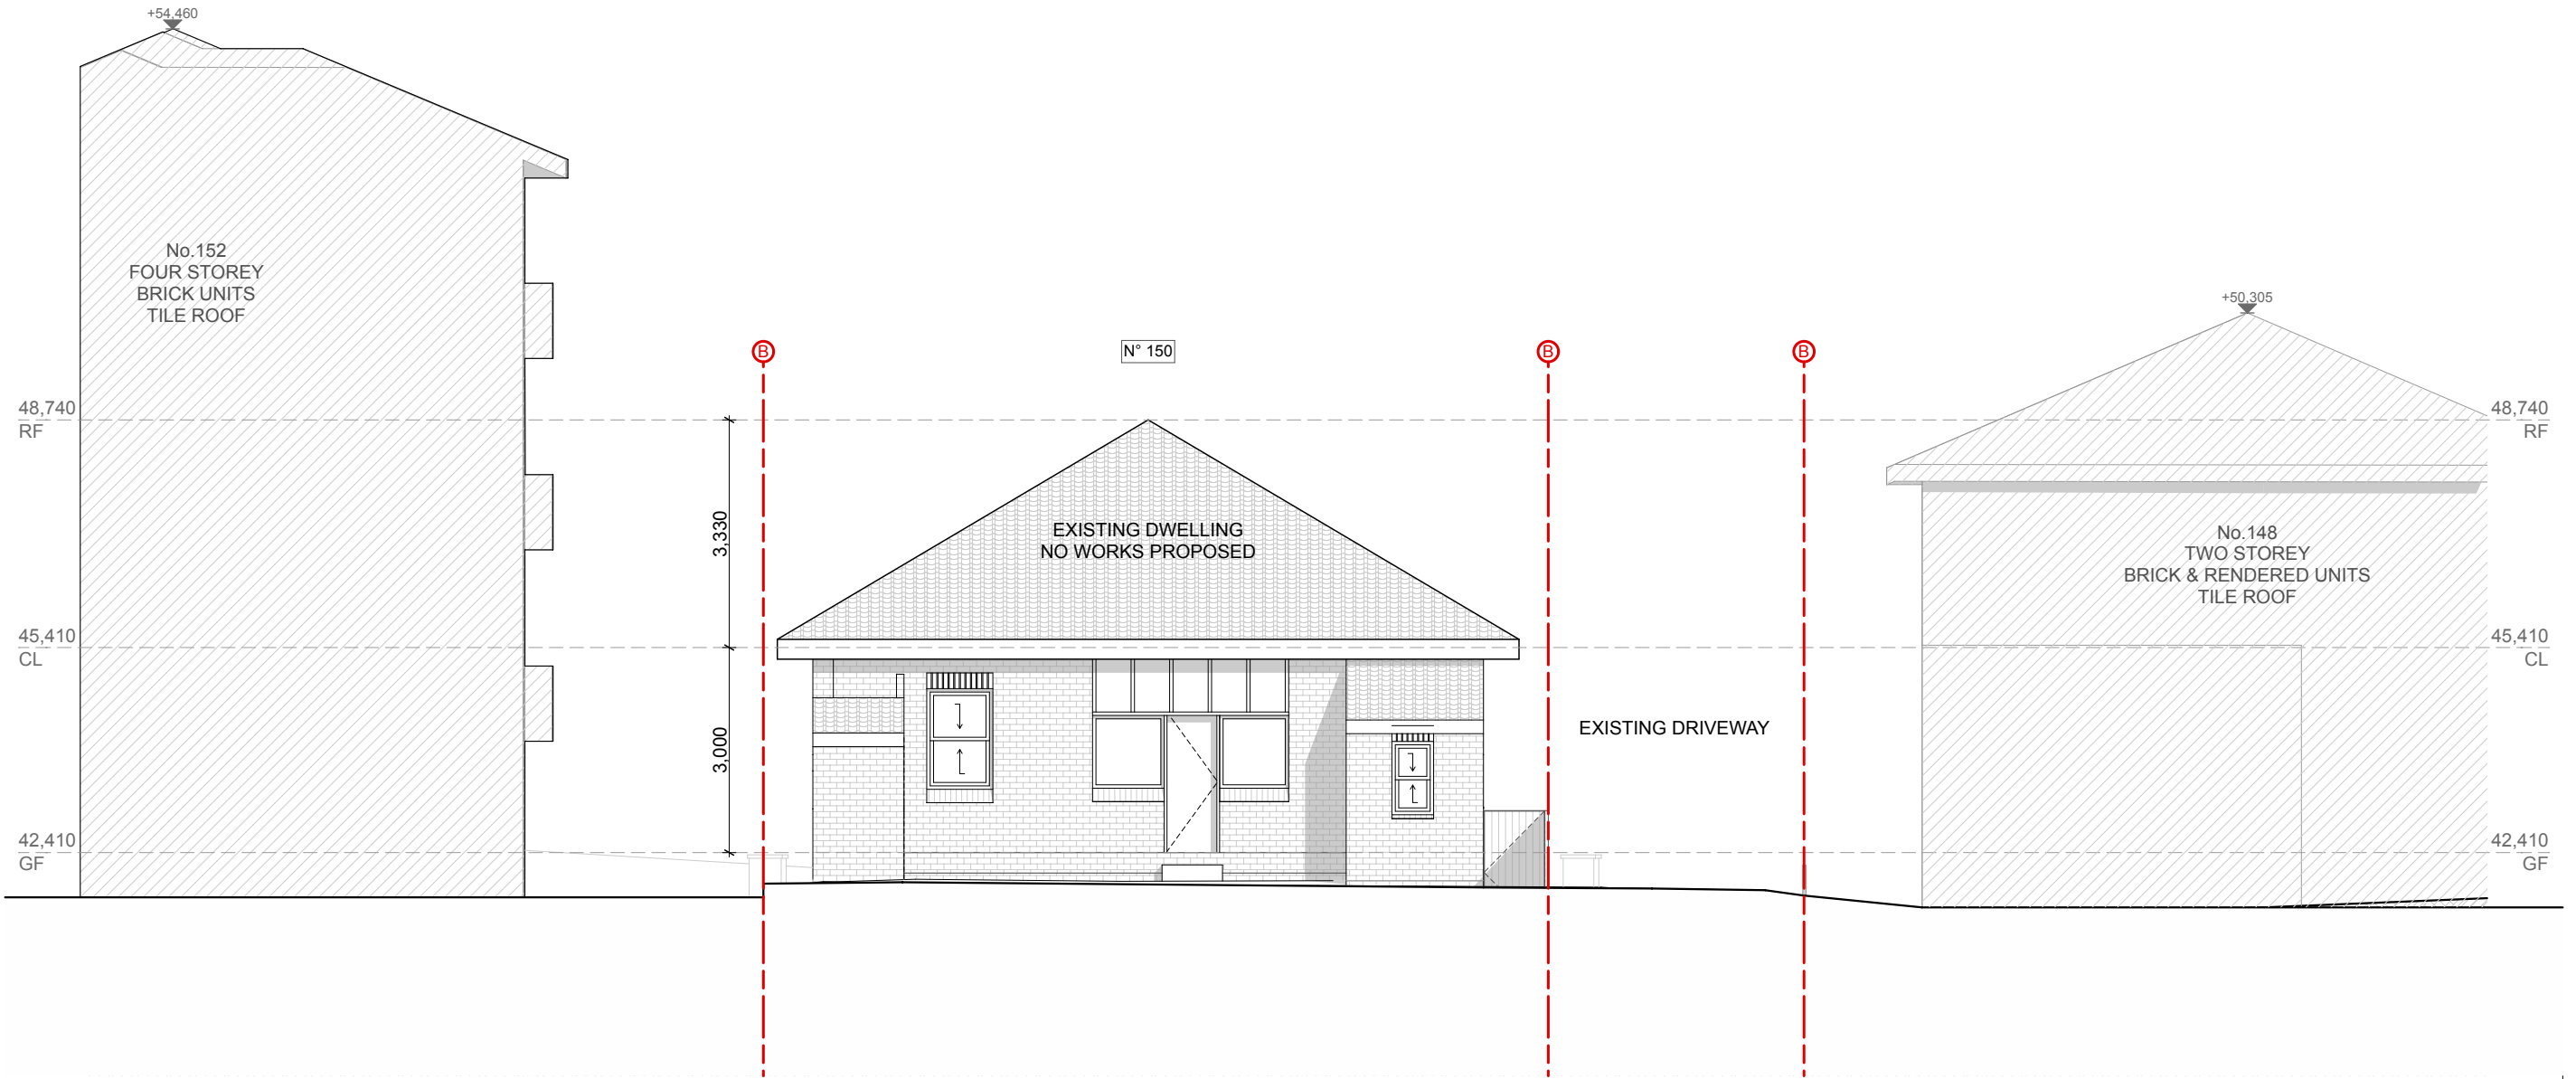 +54,460
No.152
FOUR STOREY
BRICK UNITS
TILE ROOF
+50,305
B
N° 150
B
B
48,740
RF
48,740
RF
3,330
EXISTING DWELLING
NO WORKS PROPOSED
No.148
TWO STOREY
BRICK & RENDERED UNITS
TILE ROOF
45,410
CL
45,410
CL
3,000
EXISTING DRIVEWAY
42,410
GF
42,410
GF